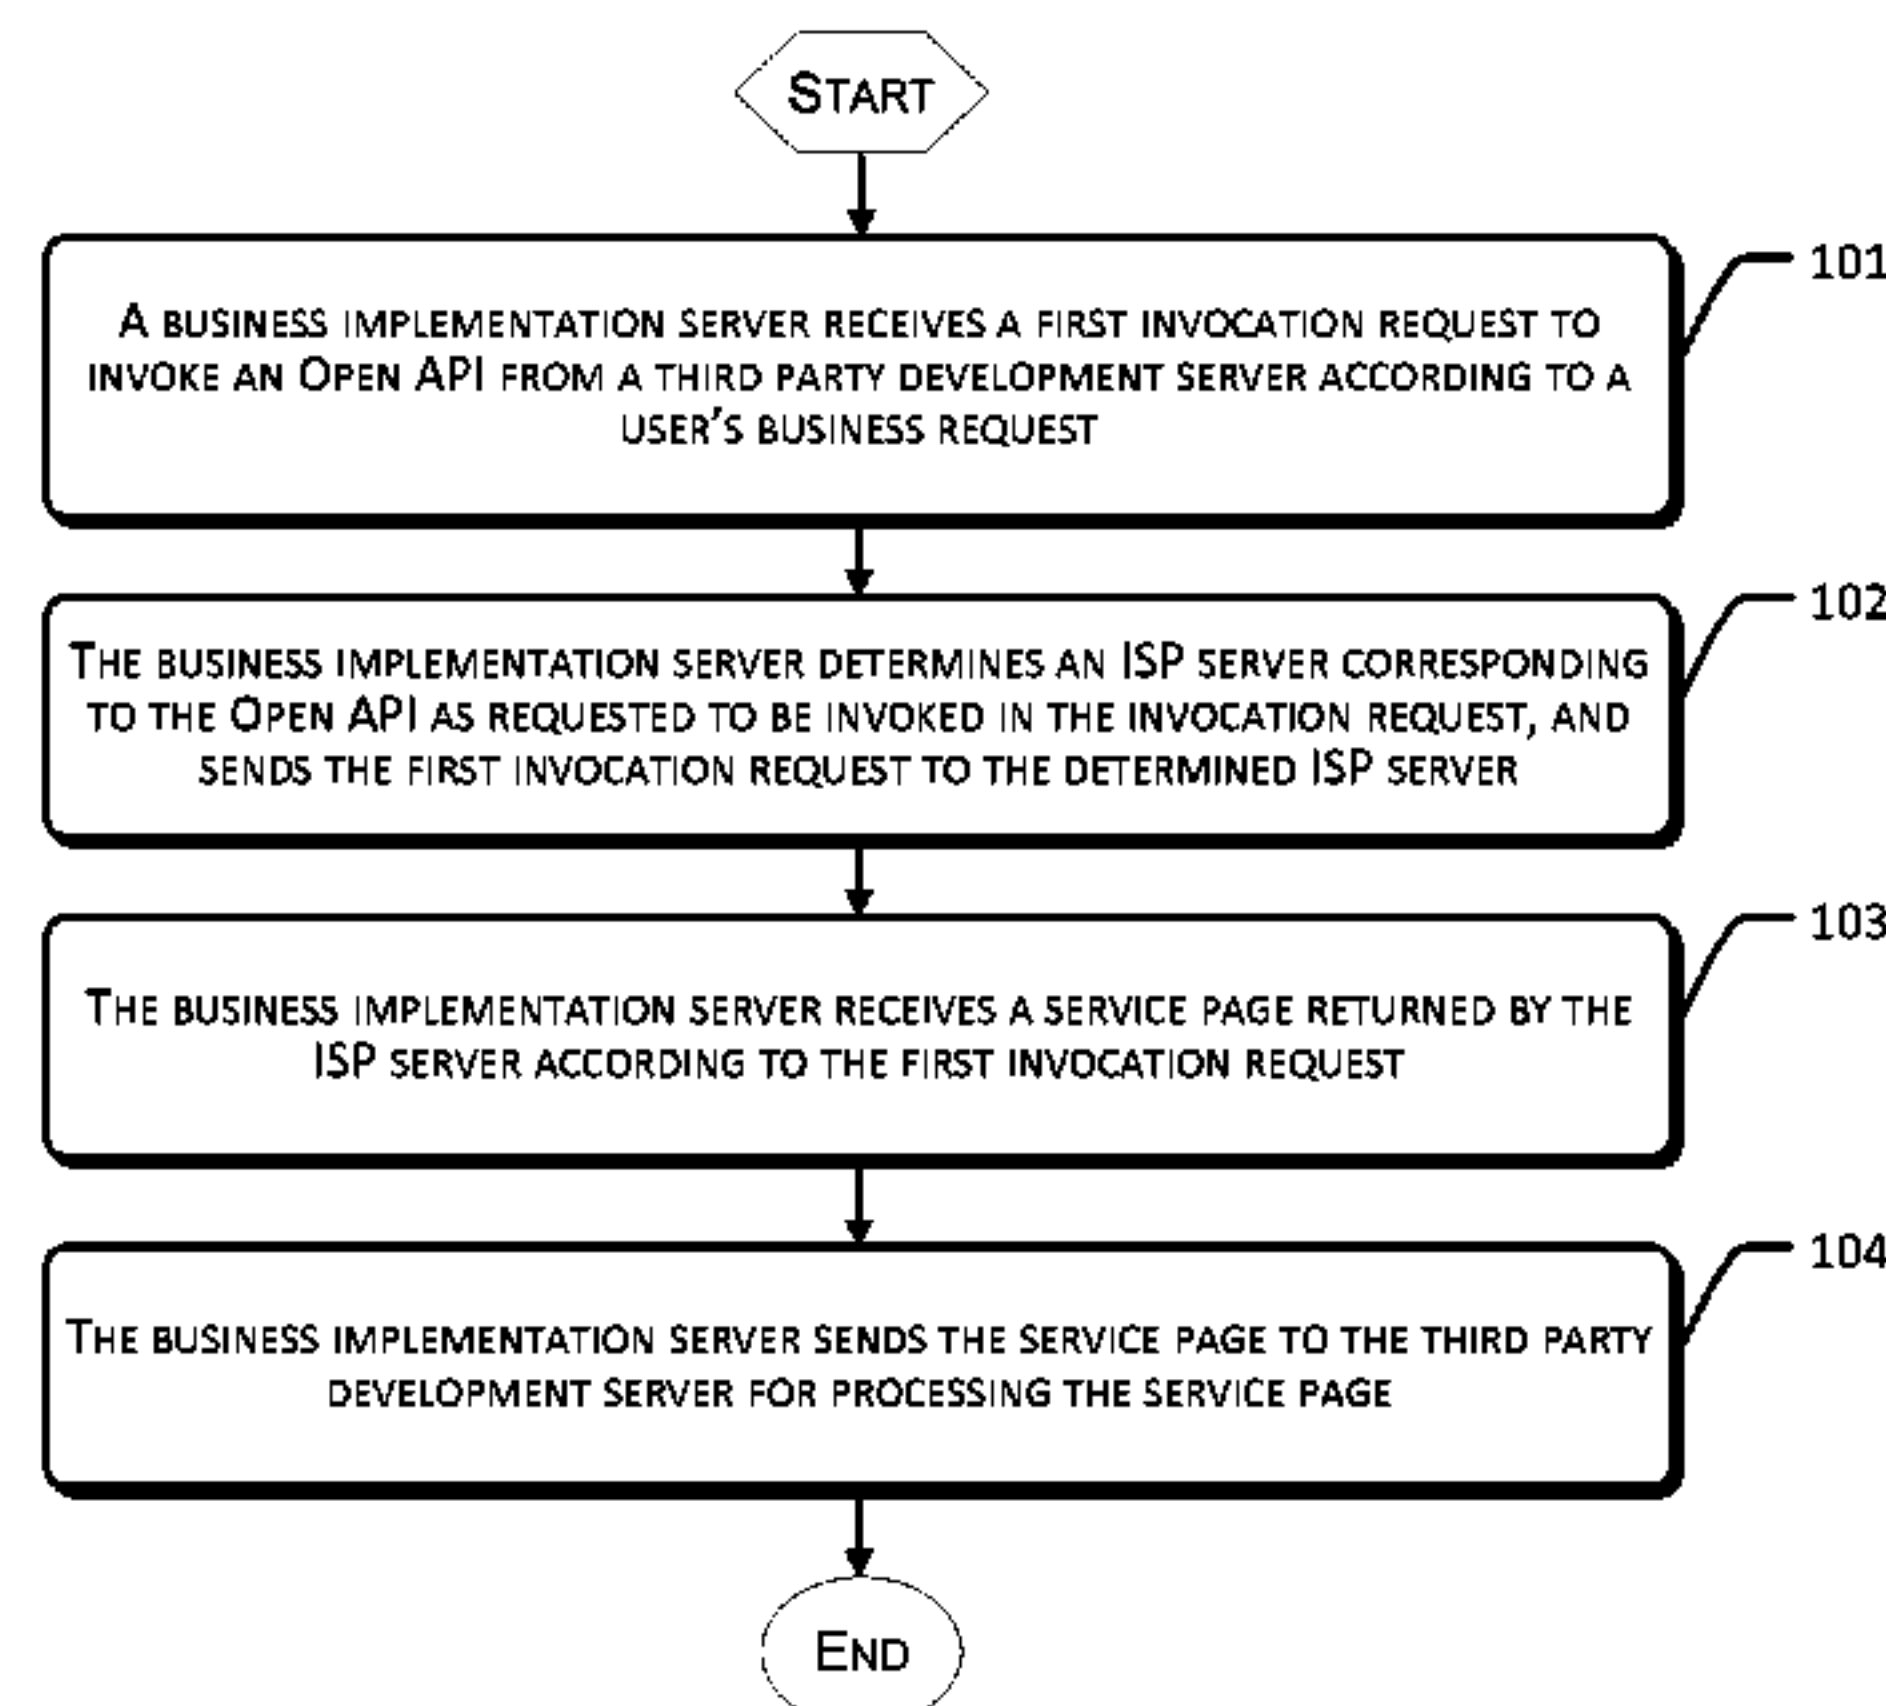 START
101
A BUSINESS IMPLEMENTATION SERVER RECEIVES A FIRST INVOCATION REQUEST TO
INVOKE AN OPEN API FROM A THIRD PARTY DEVELOPMENT SERVER ACCORDING TO A
USER'S BUSINESS REQUEST
102
THE BUSINESS IMPLEMENTATION SERVER DETERMINES AN ISP SERVER CORRESPONDING
TO THE OPEN API AS REQUESTED TO BE INVOKED IN THE INVOCATION REQUEST, AND
SENDS THE FIRST INVOCATION REQUEST TO THE DETERMINED ISP SERVER
103
THE BUSINESS IMPLEMENTATION SERVER RECEIVES A SERVICE PAGE RETURNED BY THE
ISP SERVER ACCORDING TO THE FIRST INVOCATION REQUEST
104
THE BUSINESS IMPLEMENTATION SERVER SENDS THE SERVICE PAGE TO THE THIRD PARTY
DEVELOPMENT SERVER FOR PROCESSING THE SERVICE PAGE
END